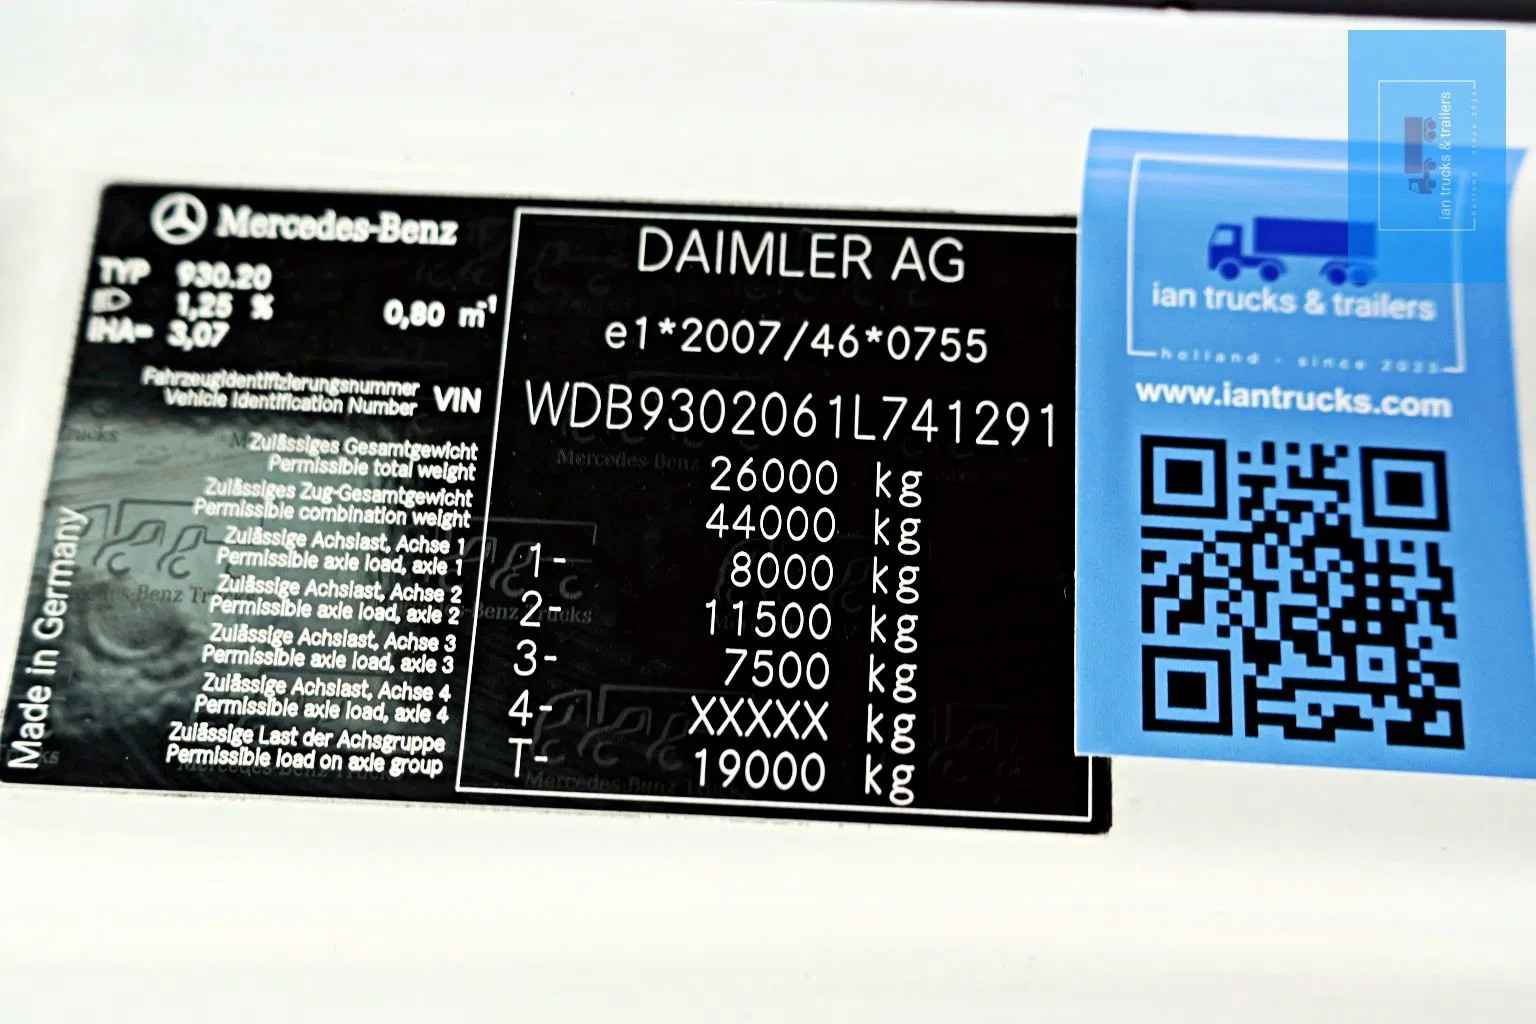 Mercedes-Benz
TYP 930.20
1,25 % 0,80 m⁻¹
IHA= 3,07
Fahrzeugidentifizierungsnummer
Vehicle Identification Number VIN
Zulässiges Gesamtgewicht
Permissible total weight
Zulässiges Zug-Gesamtgewicht
Permissible combination weight
Zulässige Achslast, Achse 1
Permissible axle load, axle 1
Zulässige Achslast, Achse 2
Permissible axle load, axle 2
Zulässige Achslast, Achse 3
Permissible axle load, axle 3
Zulässige Achslast, Achse 4
Permissible axle load, axle 4
Zulässige Last der Achsgruppe
Permissible load on axle group
Made in Germany
DAIMLER AG
e1*2007/46*0755
WDB9302061L741291
26000 kg
44000 kg
1- 8000 kg
2- 11500 kg
3- 7500 kg
4- XXXXX kg
T- 19000 kg
ian trucks & trailers
holland - since 2023
www.iantrucks.com
ian trucks & trailers